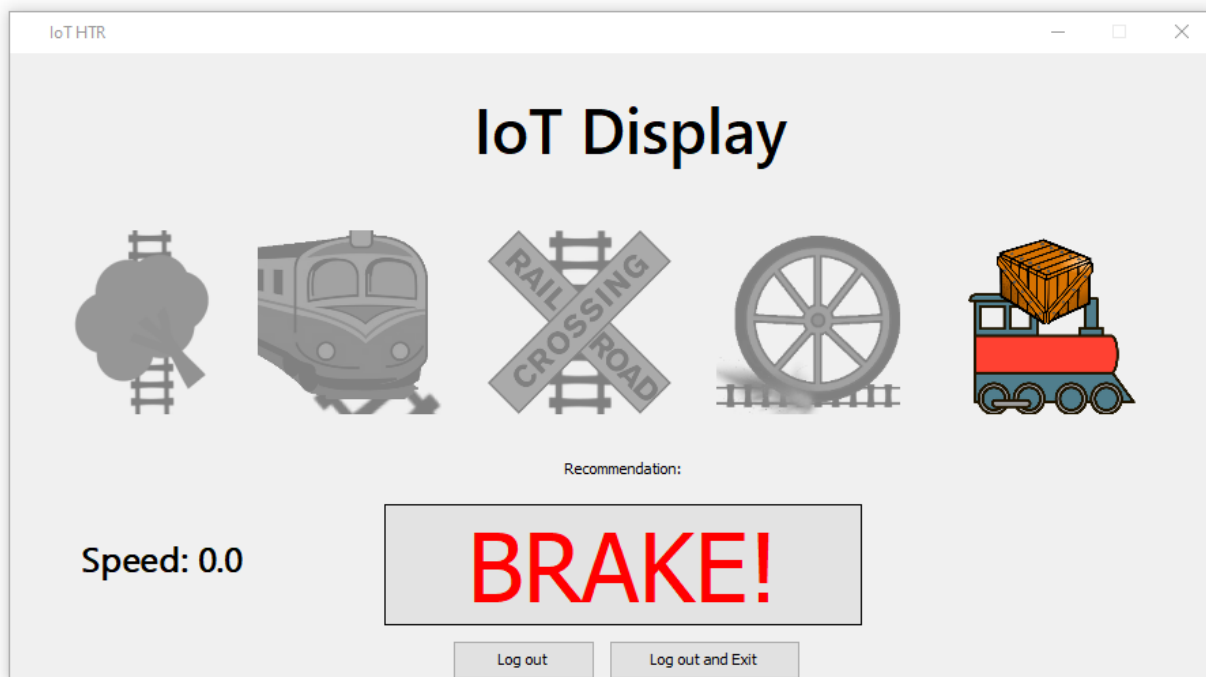 IoT HTR
IoT Display
RAIL
ROAD
CROSSING
Recommendation:
Speed: 0.0
BRAKE!
Log out
Log out and Exit